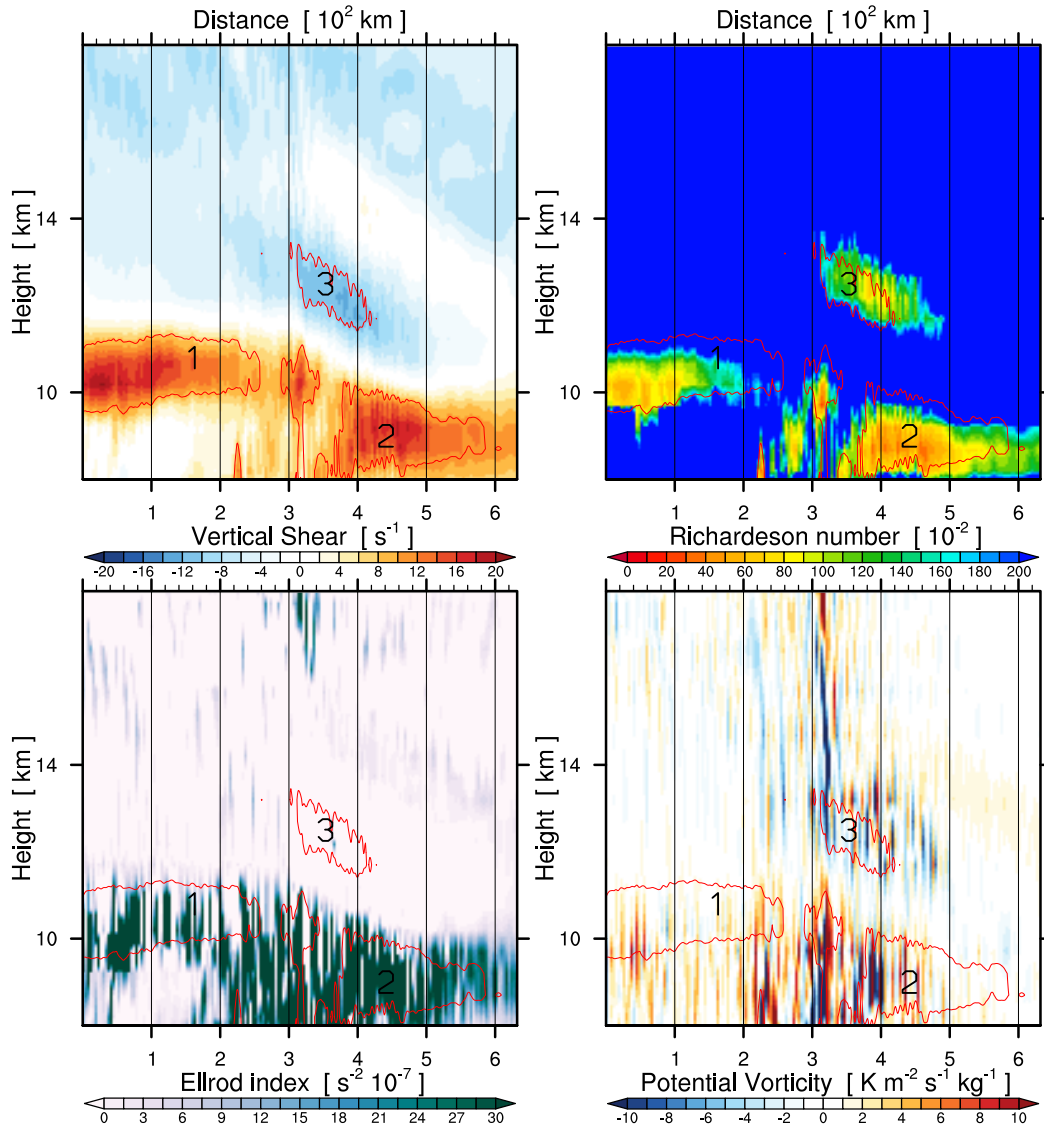 Distance [ 10² km ]
Distance [ 10² km ]
Height [ km ]
14
10
1
2
3
1 2 3 4 5 6
Vertical Shear [ s⁻¹ ]
-20 -16 -12 -8 -4 0 4 8 12 16 20
Height [ km ]
14
10
1
2
3
1 2 3 4 5 6
Richardeson number [ 10⁻² ]
0 20 40 60 80 100 120 140 160 180 200
Height [ km ]
14
10
1
2
3
1 2 3 4 5 6
Ellrod index [ s⁻² 10⁻⁷ ]
0 3 6 9 12 15 18 21 24 27 30
Height [ km ]
14
10
1
2
3
1 2 3 4 5 6
Potential Vorticity [ K m⁻² s⁻¹ kg⁻¹ ]
-10 -8 -6 -4 -2 0 2 4 6 8 10